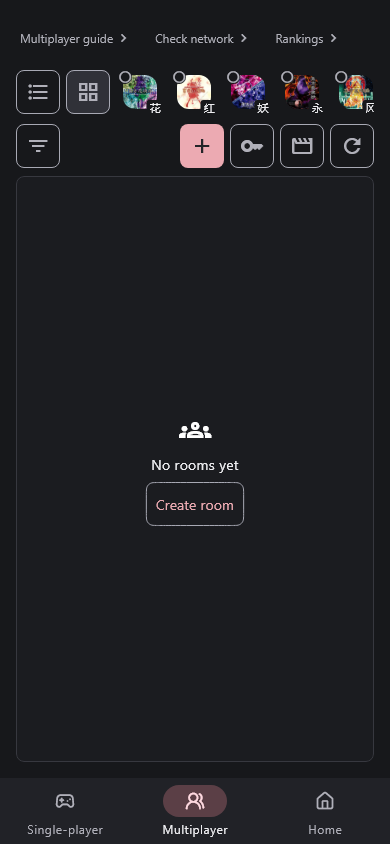 Multiplayer guide
Check network
Rankings
花
红
妖
永
风
No rooms yet
Create room
Single-player
Multiplayer
Home